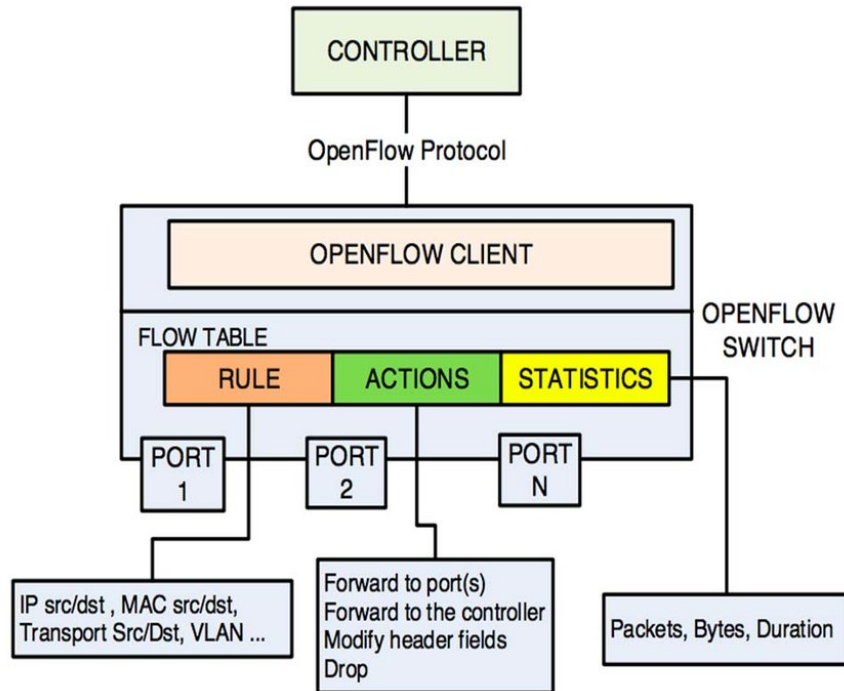 CONTROLLER
OpenFlow Protocol
OPENFLOW CLIENT
OPENFLOW
SWITCH
FLOW TABLE
RULE
ACTIONS
STATISTICS
PORT
1
PORT
2
PORT
N
IP src/dst , MAC src/dst,
Transport Src/Dst, VLAN ...
Forward to port(s)
Forward to the controller
Modify header fields
Drop
Packets, Bytes, Duration